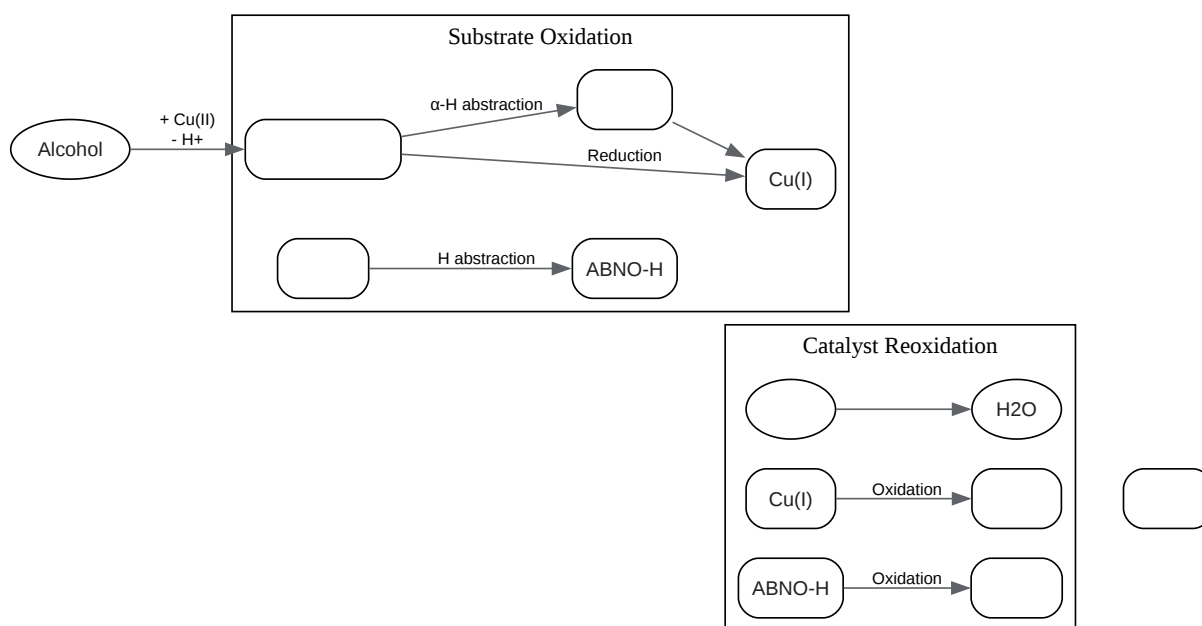 Substrate Oxidation
+ Cu(II)
- H+
Alcohol
α-H abstraction
Reduction
Cu(I)
H abstraction
ABNO-H
Catalyst Reoxidation
H2O
Cu(I)
Oxidation
ABNO-H
Oxidation